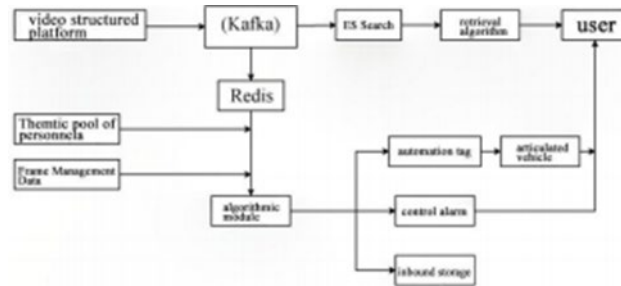 video structured
platform
(Kafka)
ES Search
retrieval
algorithm
user
Redis
Themtic pool of
personnela
Frame Management
Data
automation tag
articulated
vehicle
algorithmic
module
control alarm
inbound storage